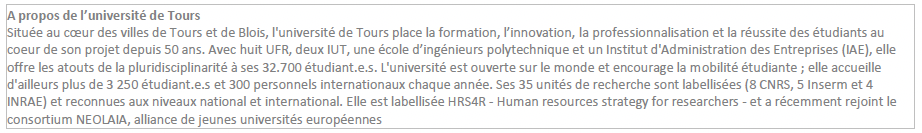 A propos de l’université de Tours
Située au cœur des villes de Tours et de Blois, l'université de Tours place la formation, l’innovation, la professionnalisation et la réussite des étudiants au
coeur de son projet depuis 50 ans. Avec huit UFR, deux IUT, une école d’ingénieurs polytechnique et un Institut d'Administration des Entreprises (IAE), elle
offre les atouts de la pluridisciplinarité à ses 32.700 étudiant.e.s. L'université est ouverte sur le monde et encourage la mobilité étudiante ; elle accueille
d'ailleurs plus de 3 250 étudiant.e.s et 300 personnels internationaux chaque année. Ses 35 unités de recherche sont labellisées (8 CNRS, 5 Inserm et 4
INRAE) et reconnues aux niveaux national et international. Elle est labellisée HRS4R - Human resources strategy for researchers - et a récemment rejoint le
consortium NEOLAIA, alliance de jeunes universités européennes